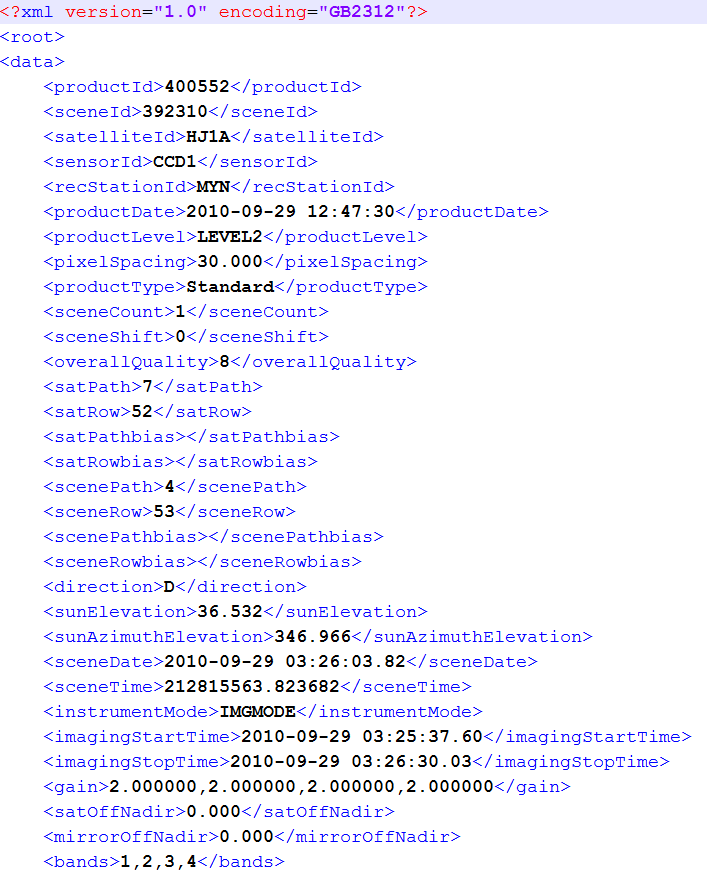 <?xml version="1.0" encoding="GB2312"?>
<root>
<data>
<productId>400552</productId>
<sceneId>392310</sceneId>
<satelliteId>HJ1A</satelliteId>
<sensorId>CCD1</sensorId>
<recStationId>MYN</recStationId>
<productDate>2010-09-29 12:47:30</productDate>
<productLevel>LEVEL2</productLevel>
<pixelSpacing>30.000</pixelSpacing>
<productType>Standard</productType>
<sceneCount>1</sceneCount>
<sceneShift>0</sceneShift>
<overallQuality>8</overallQuality>
<satPath>7</satPath>
<satRow>52</satRow>
<satPathbias></satPathbias>
<satRowbias></satRowbias>
<scenePath>4</scenePath>
<sceneRow>53</sceneRow>
<scenePathbias></scenePathbias>
<sceneRowbias></sceneRowbias>
<direction>D</direction>
<sunElevation>36.532</sunElevation>
<sunAzimuthElevation>346.966</sunAzimuthElevation>
<sceneDate>2010-09-29 03:26:03.82</sceneDate>
<sceneTime>212815563.823682</sceneTime>
<instrumentMode>IMGMODE</instrumentMode>
<imagingStartTime>2010-09-29 03:25:37.60</imagingStartTime>
<imagingStopTime>2010-09-29 03:26:30.03</imagingStopTime>
<gain>2.000000,2.000000,2.000000,2.000000</gain>
<satOffNadir>0.000</satOffNadir>
<mirrorOffNadir>0.000</mirrorOffNadir>
<bands>1,2,3,4</bands>